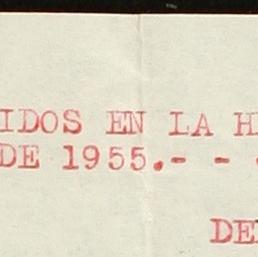 IDOS EN LA H
DE 1955.- - -
DE